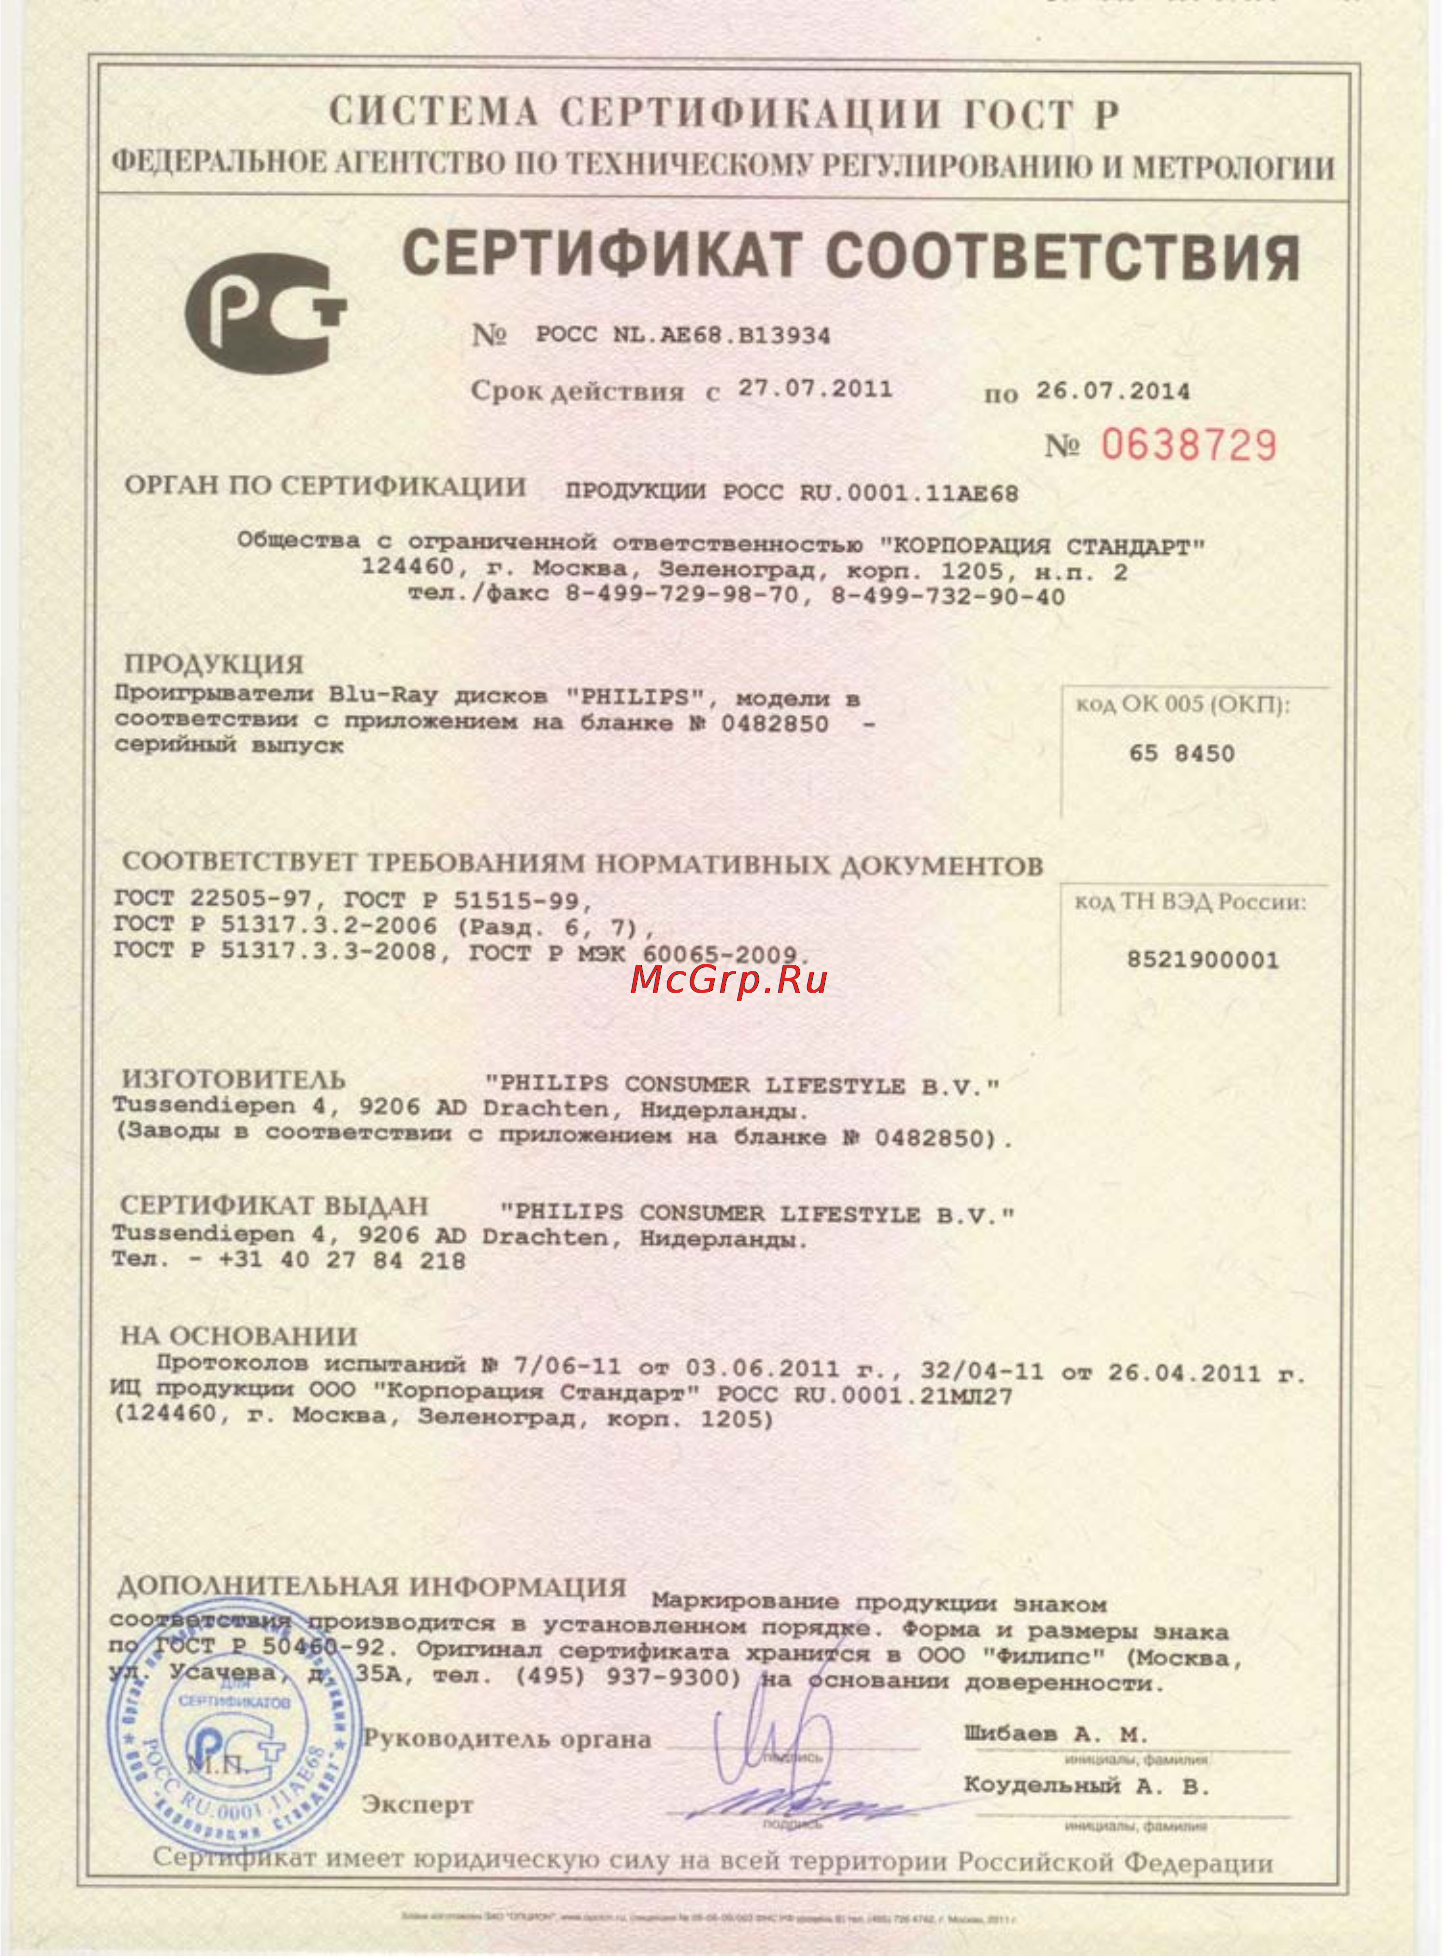 СИСТЕМА СЕРТИФИКАЦИИ ГОСТ Р
ФЕДЕРАЛЬНОЕ АГЕНТСТВО ПО ТЕХНИЧЕСКОМУ РЕГУЛИРОВАНИЮ И МЕТРОЛОГИИ
СЕРТИФИКАТ СООТВЕТСТВИЯ
№ РОСС NL.АЕ68.В13934
Срок действия с 27.07.2011 по 26.07.2014
№ 0638729
ОРГАН ПО СЕРТИФИКАЦИИ ПРОДУКЦИИ РОСС RU.0001.11АЕ68
Общества с ограниченной ответственностью "КОРПОРАЦИЯ СТАНДАРТ"
124460, г. Москва, Зеленоград, корп. 1205, н.п. 2
тел./факс 8-499-729-98-70, 8-499-732-90-40
ПРОДУКЦИЯ
Проигрыватели Blu-Ray дисков "PHILIPS", модели в
соответствии с приложением на бланке № 0482850 -
серийный выпуск
код ОК 005 (ОКП):
65 8450
СООТВЕТСТВУЕТ ТРЕБОВАНИЯМ НОРМАТИВНЫХ ДОКУМЕНТОВ
ГОСТ 22505-97, ГОСТ Р 51515-99,
ГОСТ Р 51317.3.2-2006 (Разд. 6, 7),
ГОСТ Р 51317.3.3-2008, ГОСТ Р МЭК 60065-2009.
код ТН ВЭД России:
8521900001
McGrp.Ru
ИЗГОТОВИТЕЛЬ "PHILIPS CONSUMER LIFESTYLE B.V."
Tussendiepen 4, 9206 AD Drachten, Нидерланды.
(Заводы в соответствии с приложением на бланке № 0482850).
СЕРТИФИКАТ ВЫДАН "PHILIPS CONSUMER LIFESTYLE B.V."
Tussendiepen 4, 9206 AD Drachten, Нидерланды.
Тел. - +31 40 27 84 218
НА ОСНОВАНИИ
Протоколов испытаний № 7/06-11 от 03.06.2011 г., 32/04-11 от 26.04.2011 г.
ИЦ продукции ООО "Корпорация Стандарт" РОСС RU.0001.21МЛ27
(124460, г. Москва, Зеленоград, корп. 1205)
ДОПОЛНИТЕЛЬНАЯ ИНФОРМАЦИЯ Маркирование продукции знаком
соответствия производится в установленном порядке. Форма и размеры знака
по ГОСТ Р 50460-92. Оригинал сертификата хранится в ООО "Филипс" (Москва,
ул. Усачева, д. 35А, тел. (495) 937-9300) на основании доверенности.
ДЛЯ
СЕРТИФИКАТОВ
РОСС RU.0001.11АЕ68
М.П.
Руководитель органа
подпись
Шибаев А. М.
инициалы, фамилия
Эксперт
подпись
Коудельный А. В.
инициалы, фамилия
Сертификат имеет юридическую силу на всей территории Российской Федерации